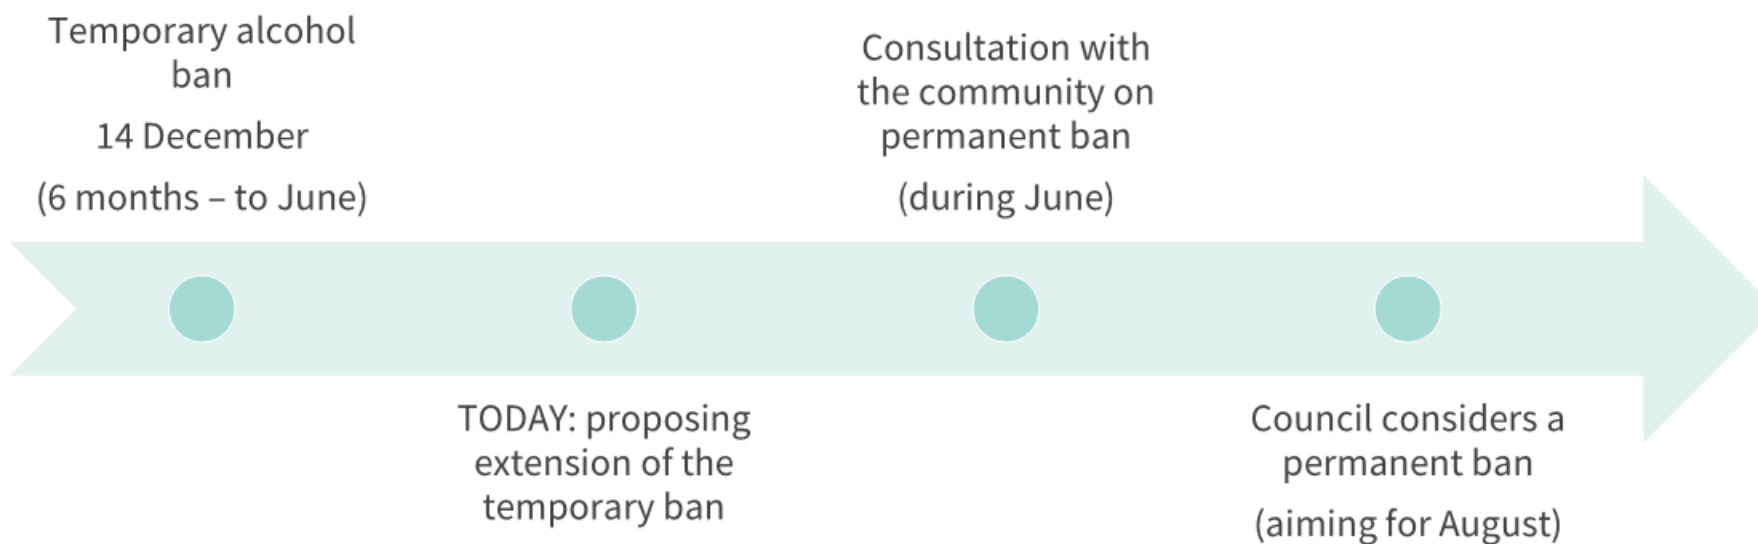 Temporary alcohol
ban
14 December
(6 months – to June)
TODAY: proposing
extension of the
temporary ban
Consultation with
the community on
permanent ban
(during June)
Council considers a
permanent ban
(aiming for August)